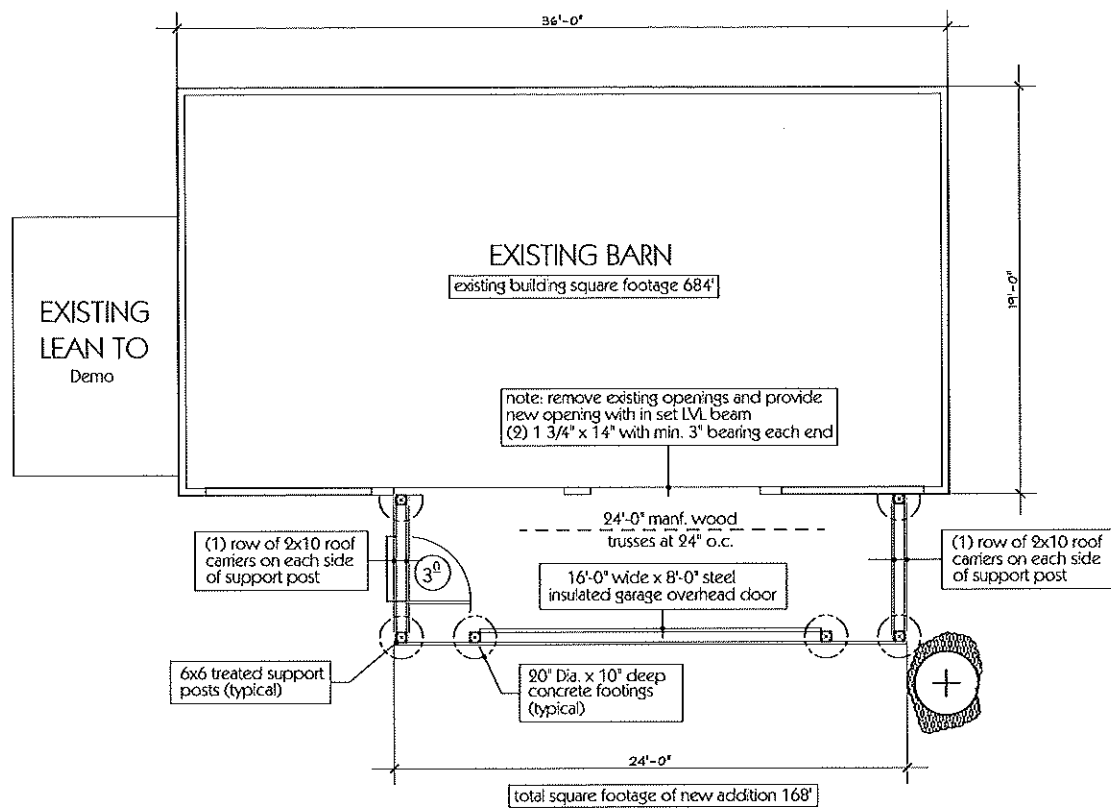 36'-0"
19'-0"
EXISTING BARN
existing building square footage 684'
EXISTING
LEAN TO
Demo
note: remove existing openings and provide
new opening with in set LVL beam
(2) 1 3/4" x 14" with min. 3" bearing each end
24'-0" manf. wood
trusses at 24" o.c.
(1) row of 2x10 roof
carriers on each side
of support post
3⁰
16'-0" wide x 8'-0" steel
insulated garage overhead door
(1) row of 2x10 roof
carriers on each side
of support post
6x6 treated support
posts (typical)
20" Dia. x 10" deep
concrete footings
(typical)
24'-0"
total square footage of new addition 168'